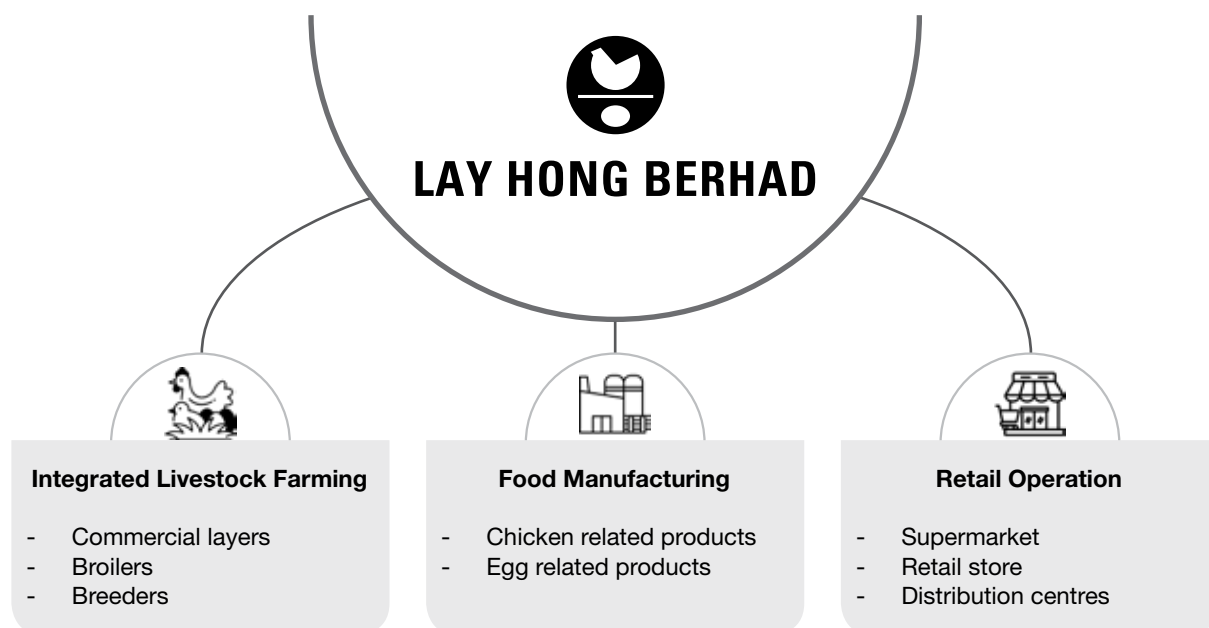 LAY HONG BERHAD
Integrated Livestock Farming
- Commercial layers
- Broilers
- Breeders
Food Manufacturing
- Chicken related products
- Egg related products
Retail Operation
- Supermarket
- Retail store
- Distribution centres